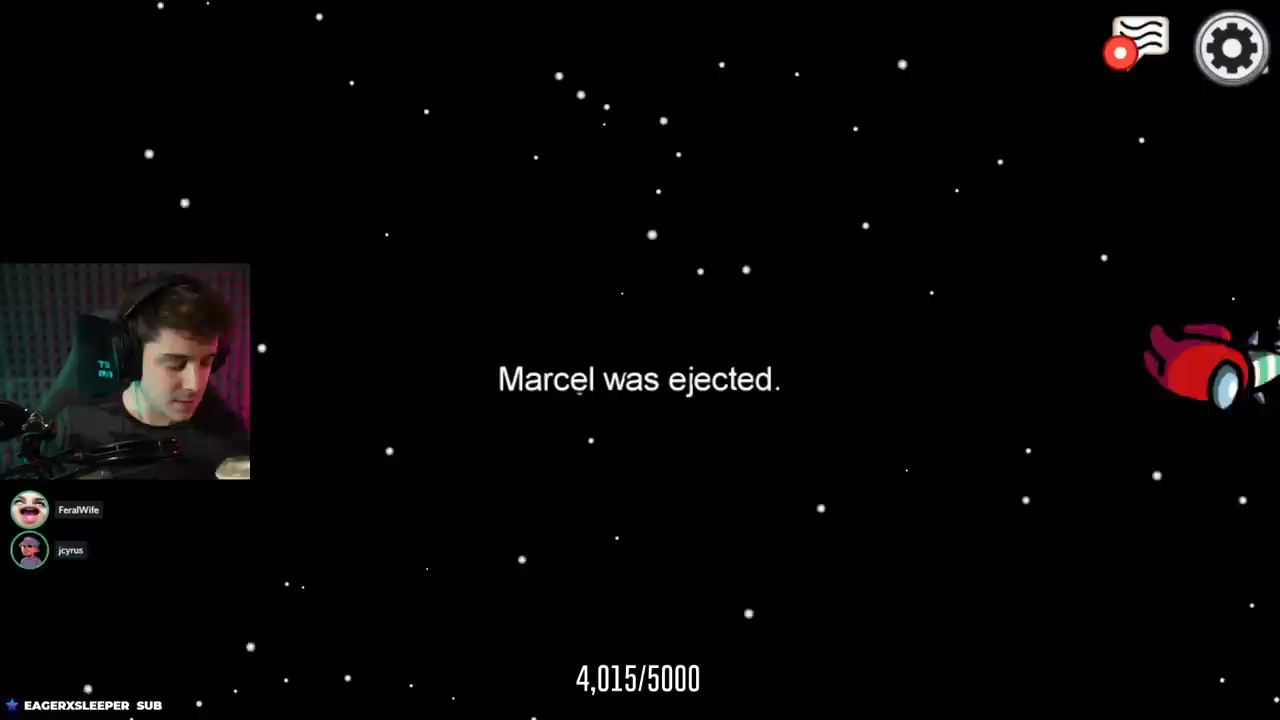 Marcel was ejected.
FeralWife
jcyrus
4,015/5000
EAGERXSLEEPER SUB